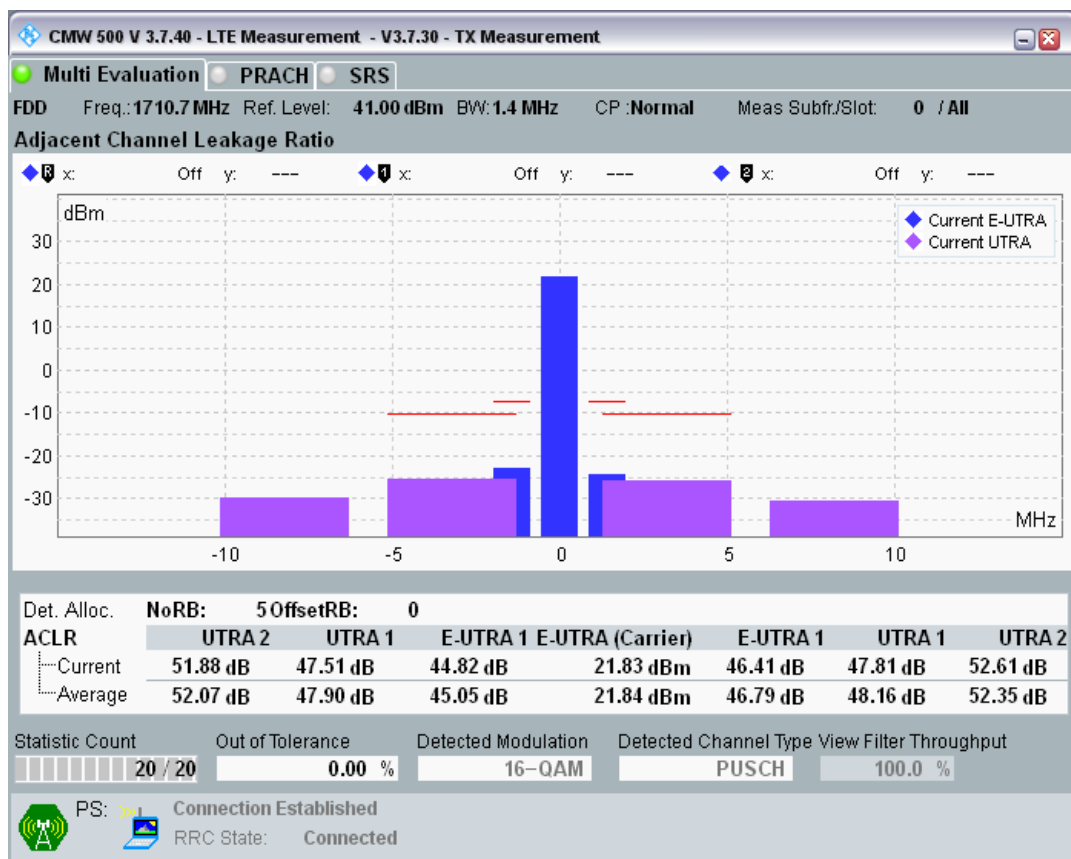 CMW 500 V 3.7.40 - LTE Measurement - V3.7.30 - TX Measurement
Multi Evaluation PRACH SRS
FDD Freq.: 1710.7 MHz Ref. Level: 41.00 dBm BW: 1.4 MHz CP :Normal Meas Subfr./Slot: 0 / All
Adjacent Channel Leakage Ratio
R x: Off y: --- 1 x: Off y: --- 2 x: Off y: ---
dBm
Current E-UTRA
Current UTRA
30
20
10
0
-10
-20
-30
MHz
-10 -5 0 5 10
Det. Alloc. NoRB: 5 OffsetRB: 0
ACLR UTRA 2 UTRA 1 E-UTRA 1 E-UTRA (Carrier) E-UTRA 1 UTRA 1 UTRA 2
Current 51.88 dB 47.51 dB 44.82 dB 21.83 dBm 46.41 dB 47.81 dB 52.61 dB
Average 52.07 dB 47.90 dB 45.05 dB 21.84 dBm 46.79 dB 48.16 dB 52.35 dB
Statistic Count Out of Tolerance Detected Modulation Detected Channel Type View Filter Throughput
20 / 20 0.00 % 16-QAM PUSCH 100.0 %
PS: Connection Established
RRC State: Connected